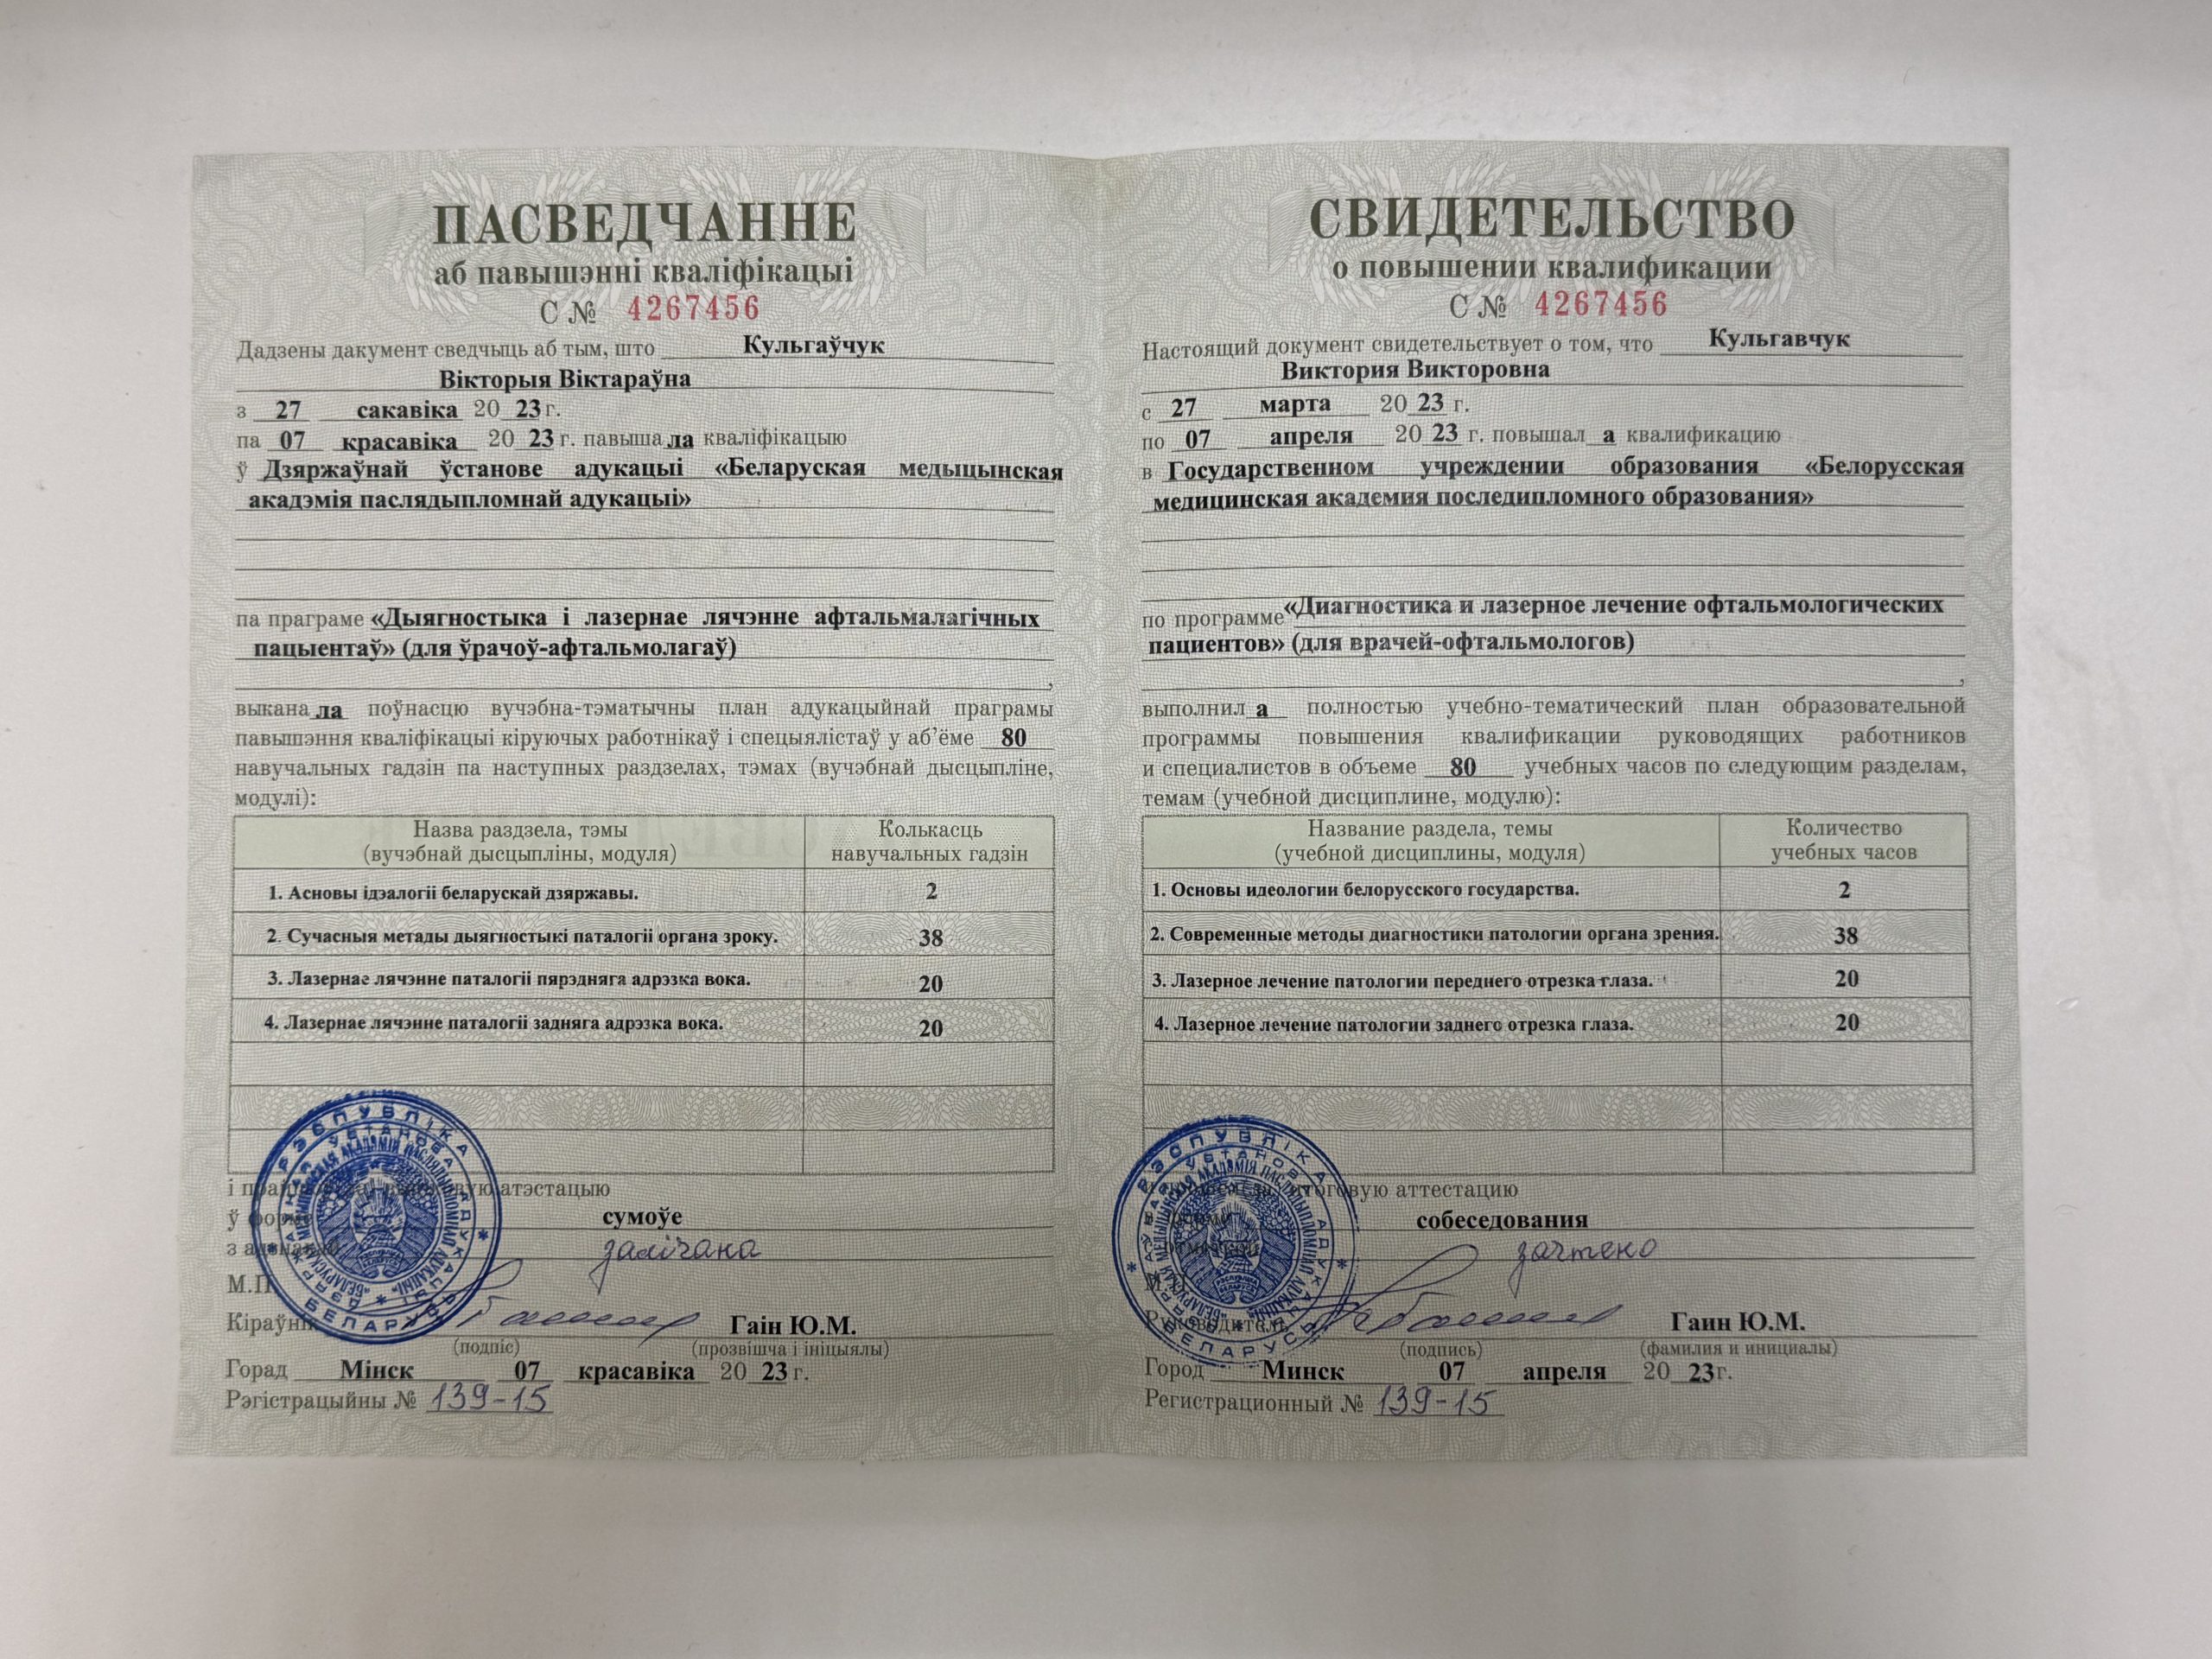 ПАСВЕДЧАННЕ
аб павышэнні кваліфікацыі
С № 4267456
Дадзены дакумент сведчыць аб тым, што Кульгаўчук
Вікторыя Віктараўна
з 27 сакавіка 20 23 г.
па 07 красавіка 20 23 г. павыша ла кваліфікацыю
ў Дзяржаўнай ўстанове адукацыі «Беларуская медыцынская
акадэмія паслядыпломнай адукацыі»
па праграме «Дыягностыка і лазернае лячэнне афтальмалагічных
пацыентаў» (для ўрачоў-афтальмолагаў)
,
выкана ла поўнасцю вучэбна-тэматычны план адукацыйнай праграмы
павышэння кваліфікацыі кіруючых работнікаў і спецыялістаў у аб’ёме 80
навучальных гадзін па наступных раздзелах, тэмах (вучэбнай дысцыпліне,
модулі):
Назва раздзела, тэмы
(вучэбнай дысцыпліны, модуля)
Колькасць
навучальных гадзін
1. Асновы ідэалогіі беларускай дзяржавы. 2
2. Сучасныя метады дыягностыкі паталогіі органа зроку. 38
3. Лазернае лячэнне паталогіі пярэдняга адрэзка вока. 20
4. Лазернае лячэнне паталогіі задняга адрэзка вока. 20
і атэстацыю
ў форме сумоўе
з залічана
М.П.
Кіраўнік Гаін Ю.М.
(подпіс) (прозвішча і ініцыялы)
Горад Мінск 07 красавіка 20 23 г.
Рэгістрацыйны № 139-15
РЭСПУБЛІКА БЕЛАРУСЬ
СВИДЕТЕЛЬСТВО
о повышении квалификации
С № 4267456
Настоящий документ свидетельствует о том, что Кульгавчук
Виктория Викторовна
с 27 марта 20 23 г.
по 07 апреля 20 23 г. повышал а квалификацию
в Государственном учреждении образования «Белорусская
медицинская академия последипломного образования»
по программе «Диагностика и лазерное лечение офтальмологических
пациентов» (для врачей-офтальмологов)
,
выполнил а полностью учебно-тематический план образовательной
программы повышения квалификации руководящих работников
и специалистов в объеме 80 учебных часов по следующим разделам,
темам (учебной дисциплине, модулю):
Название раздела, темы
(учебной дисциплины, модуля)
Количество
учебных часов
1. Основы идеологии белорусского государства. 2
2. Современные методы диагностики патологии органа зрения. 38
3. Лазерное лечение патологии переднего отрезка глаза. 20
4. Лазерное лечение патологии заднего отрезка глаза. 20
итоговую аттестацию
собеседования
отметкой зачтено
М.П.
Руководитель Гаин Ю.М.
(подпись) (фамилия и инициалы)
Город Минск 07 апреля 20 23 г.
Регистрационный № 139-15
РЭСПУБЛІКА БЕЛАРУСЬ